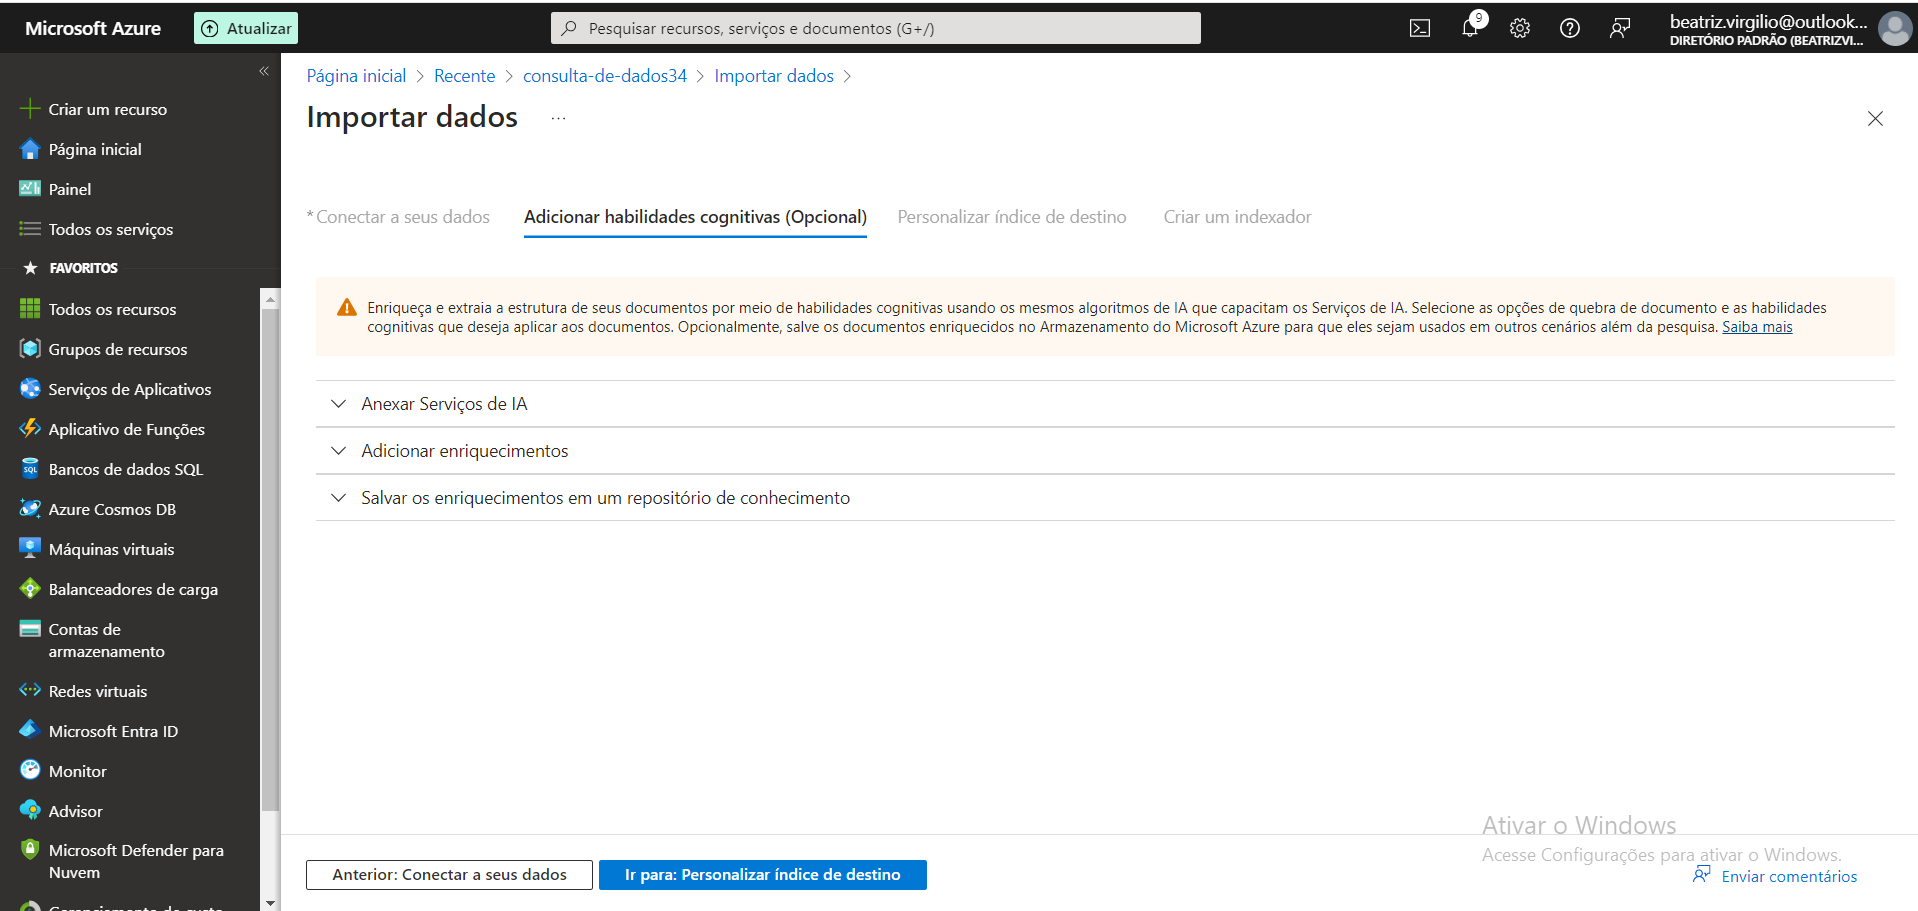 Microsoft Azure
Atualizar
Pesquisar recursos, serviços e documentos (G+/)
9
beatriz.virgilio@outlook...
DIRETÓRIO PADRÃO (BEATRIZVI...
Página inicial > Recente > consulta-de-dados34 > Importar dados >
Importar dados ...
Criar um recurso
Página inicial
Painel
Todos os serviços
FAVORITOS
Todos os recursos
Grupos de recursos
Serviços de Aplicativos
Aplicativo de Funções
Bancos de dados SQL
Azure Cosmos DB
Máquinas virtuais
Balanceadores de carga
Contas de
armazenamento
Redes virtuais
Microsoft Entra ID
Monitor
Advisor
Microsoft Defender para
Nuvem
* Conectar a seus dados
Adicionar habilidades cognitivas (Opcional)
Personalizar índice de destino
Criar um indexador
Enriqueça e extraia a estrutura de seus documentos por meio de habilidades cognitivas usando os mesmos algoritmos de IA que capacitam os Serviços de IA. Selecione as opções de quebra de documento e as habilidades
cognitivas que deseja aplicar aos documentos. Opcionalmente, salve os documentos enriquecidos no Armazenamento do Microsoft Azure para que eles sejam usados em outros cenários além da pesquisa. Saiba mais
Anexar Serviços de IA
Adicionar enriquecimentos
Salvar os enriquecimentos em um repositório de conhecimento
Ativar o Windows
Acesse Configurações para ativar o Windows.
Anterior: Conectar a seus dados
Ir para: Personalizar índice de destino
Enviar comentários